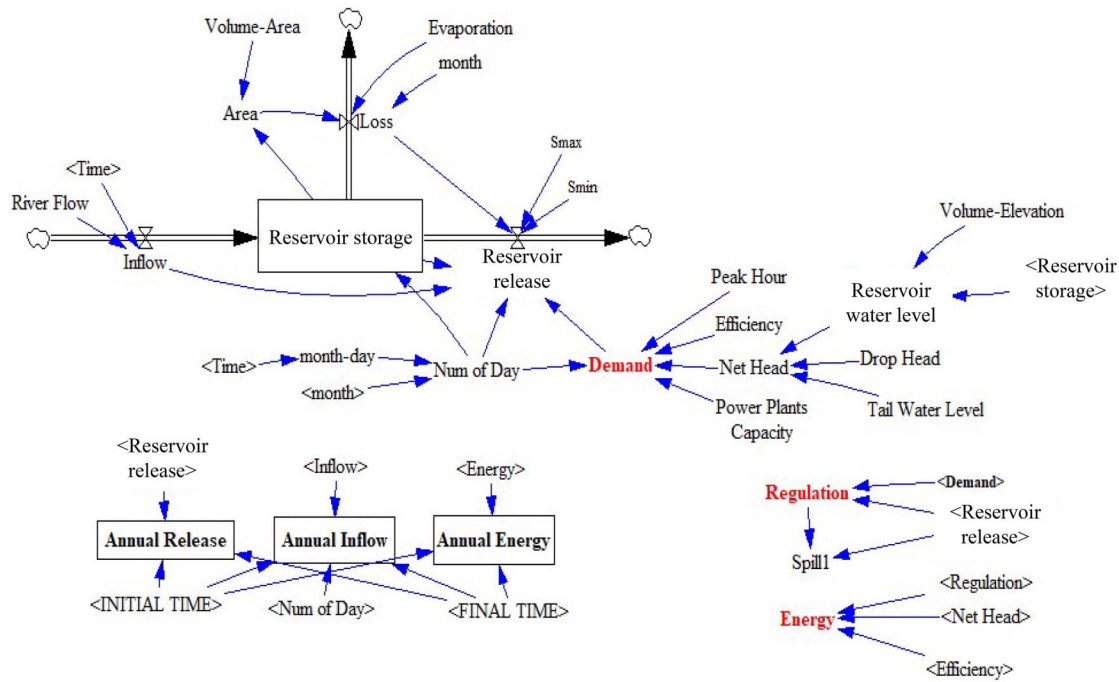 Volume-Area
Evaporation
month
Area
Loss
Smax
Smin
<Time>
River Flow
Inflow
Reservoir storage
Reservoir
release
Volume-Elevation
<Reservoir
storage>
Reservoir
water level
Peak Hour
Efficiency
<Time>
month-day
<month>
Num of Day
Demand
Net Head
Drop Head
Tail Water Level
Power Plants
Capacity
<Reservoir
release>
<Inflow>
<Energy>
Annual Release
Annual Inflow
Annual Energy
<INITIAL TIME>
<Num of Day>
<FINAL TIME>
Regulation
<Demand>
<Reservoir
release>
Spill1
<Regulation>
Energy
<Net Head>
<Efficiency>